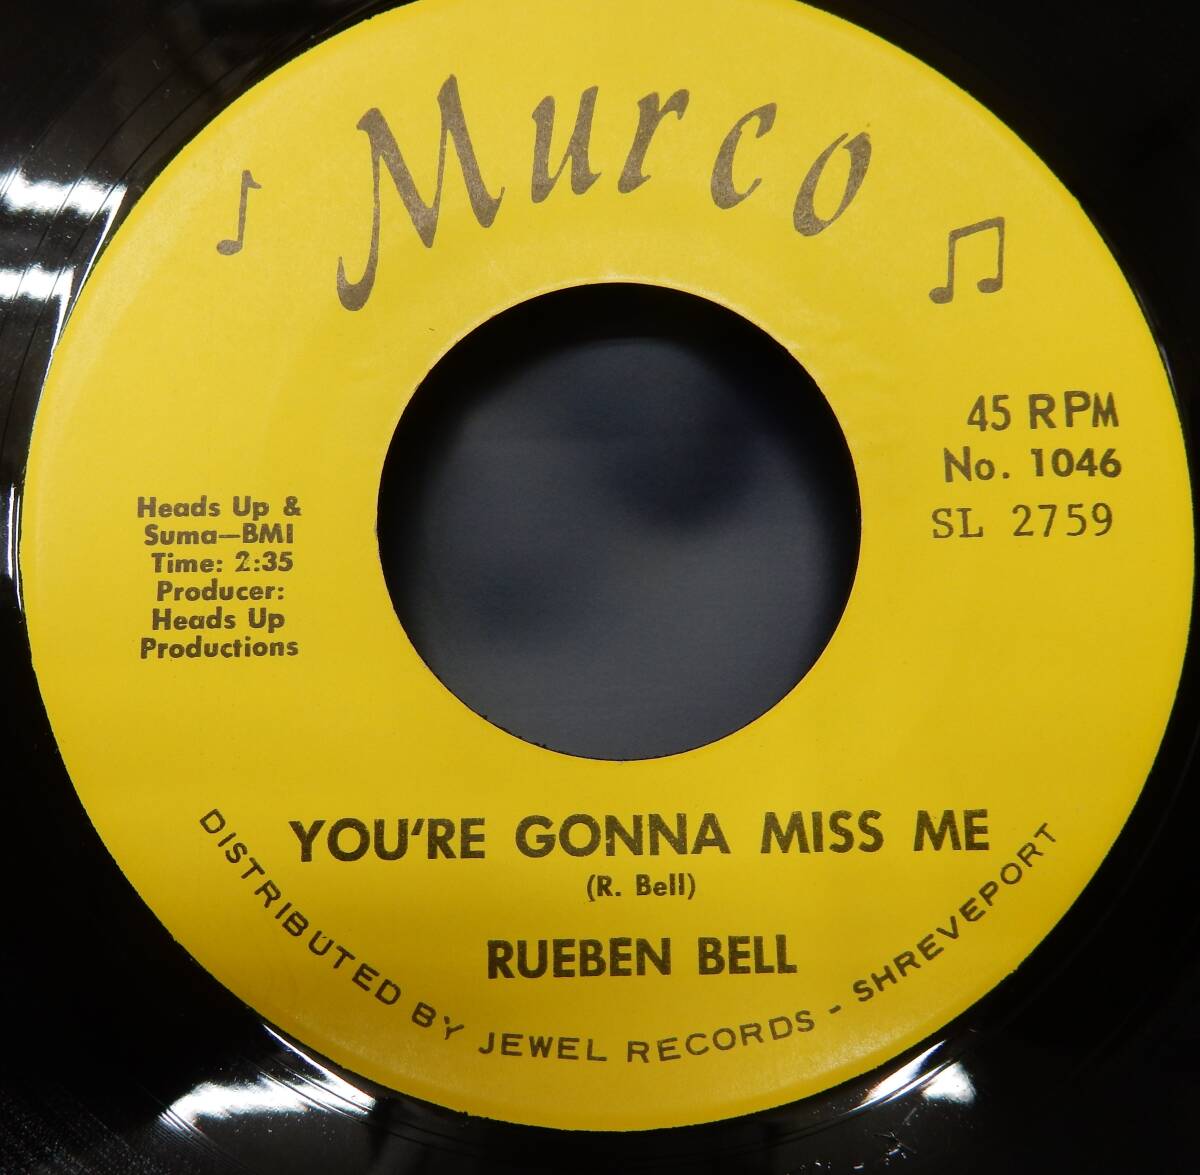 Murco
45 RPM
No. 1046
SL 2759
Heads Up &
Suma—BMI
Time: 2:35
Producer:
Heads Up
Productions
YOU'RE GONNA MISS ME
(R. Bell)
RUEBEN BELL
DISTRIBUTED BY JEWEL RECORDS - SHREVEPORT